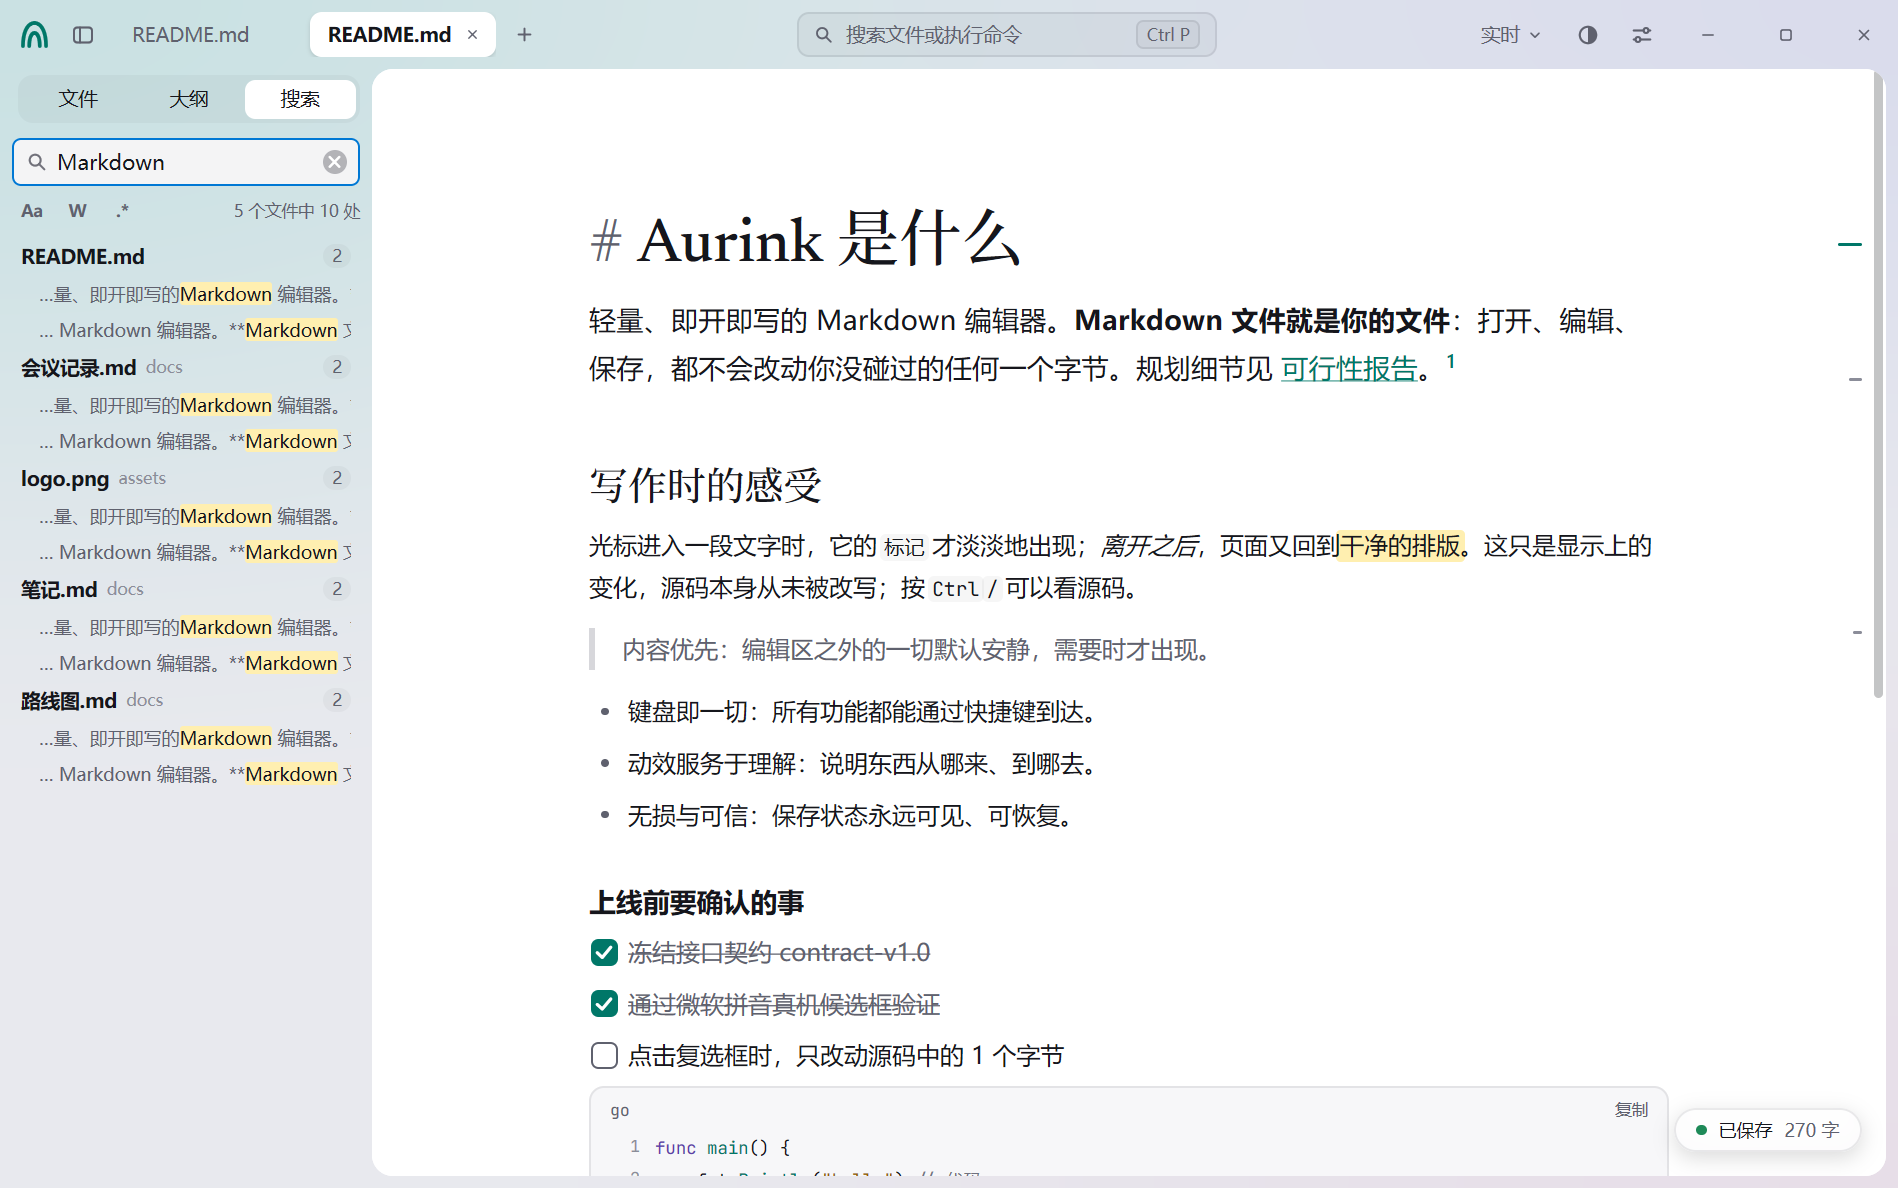 README.md
README.md
搜索文件或执行命令 Ctrl P
实时
文件 大纲 搜索
Markdown
Aa W .* 5 个文件中 10 处
README.md 2
...量、即开即写的Markdown 编辑器。
... Markdown 编辑器。**Markdown
会议记录.md docs 2
...量、即开即写的Markdown 编辑器。
... Markdown 编辑器。**Markdown
logo.png assets 2
...量、即开即写的Markdown 编辑器。
... Markdown 编辑器。**Markdown
笔记.md docs 2
...量、即开即写的Markdown 编辑器。
... Markdown 编辑器。**Markdown
路线图.md docs 2
...量、即开即写的Markdown 编辑器。
... Markdown 编辑器。**Markdown
# Aurink 是什么
轻量、即开即写的 Markdown 编辑器。Markdown 文件就是你的文件：打开、编辑、
保存，都不会改动你没碰过的任何一个字节。规划细节见 可行性报告。1
写作时的感受
光标进入一段文字时，它的 标记 才淡淡地出现；离开之后，页面又回到干净的排版。这只是显示上的
变化，源码本身从未被改写；按 Ctrl / 可以看源码。
内容优先：编辑区之外的一切默认安静，需要时才出现。
• 键盘即一切：所有功能都能通过快捷键到达。
• 动效服务于理解：说明东西从哪来、到哪去。
• 无损与可信：保存状态永远可见、可恢复。
上线前要确认的事
冻结接口契约 contract-v1.0
通过微软拼音真机候选框验证
点击复选框时，只改动源码中的 1 个字节
go 复制
1 func main() {
已保存 270 字